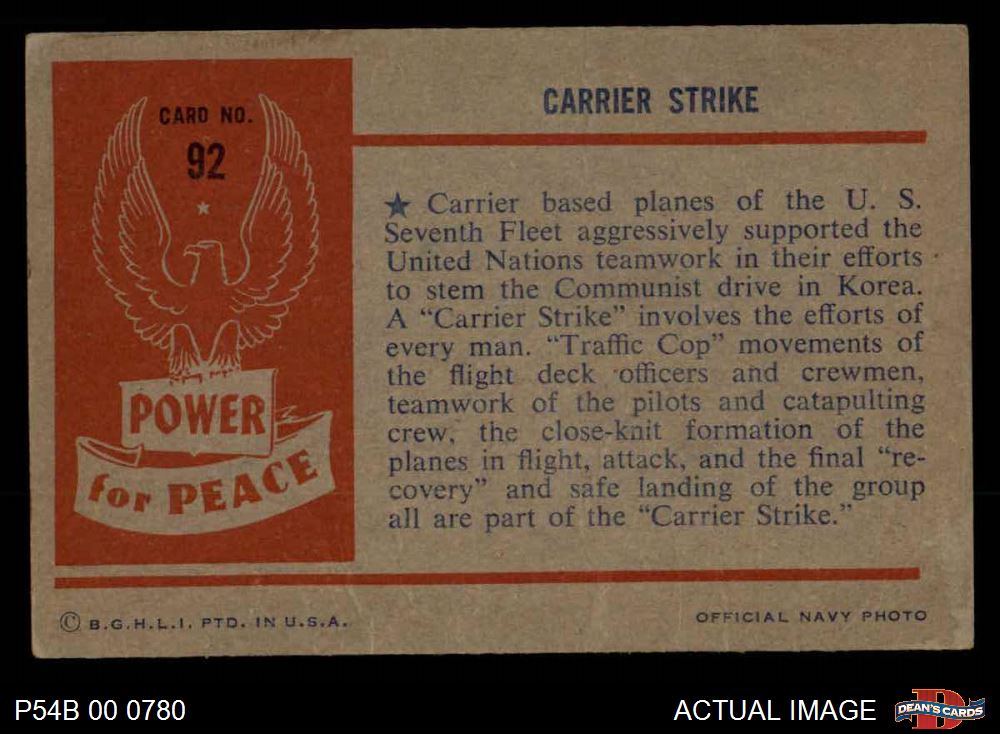 CARD NO.
92
POWER
for PEACE
CARRIER STRIKE
★ Carrier based planes of the U. S.
Seventh Fleet aggressively supported the
United Nations teamwork in their efforts
to stem the Communist drive in Korea.
A “Carrier Strike” involves the efforts of
every man. “Traffic Cop” movements of
the flight deck officers and crewmen,
teamwork of the pilots and catapulting
crew, the close-knit formation of the
planes in flight, attack, and the final “re-
covery” and safe landing of the group
all are part of the “Carrier Strike.”
© B.G.H.L.I. PTD. IN U.S.A.
OFFICIAL NAVY PHOTO
P54B 00 0780
ACTUAL IMAGE
DEAN'S CARDS